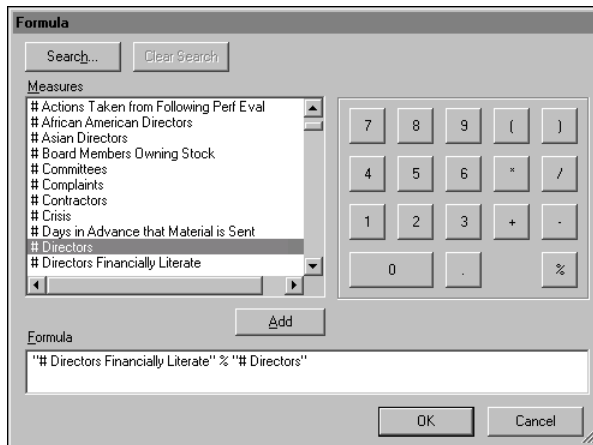 Formula
Search... Clear Search
Measures
# Actions Taken from Following Perf Eval
# African American Directors
# Asian Directors
# Board Members Owning Stock
# Committees
# Complaints
# Contractors
# Crisis
# Days in Advance that Material is Sent
# Directors
# Directors Financially Literate
7 8 9 ( )
4 5 6 * /
1 2 3 + -
0 . %
Add
Formula
"# Directors Financially Literate" % "# Directors"
OK Cancel